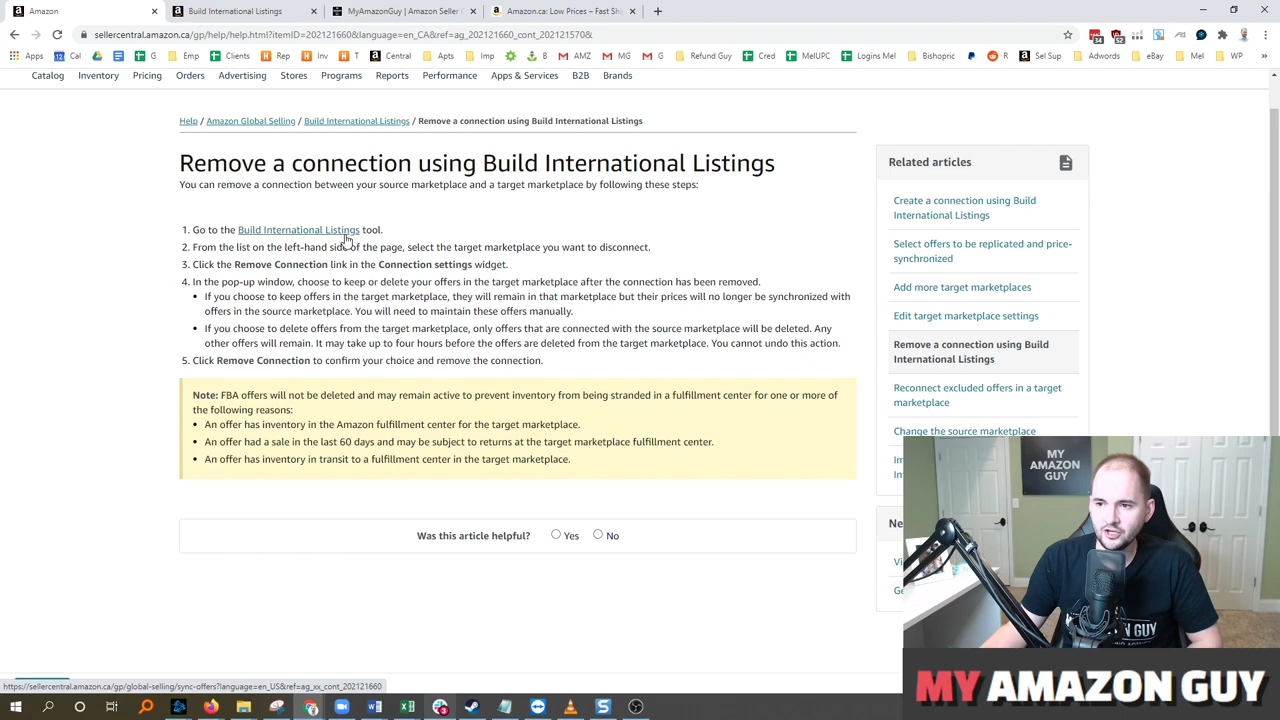 Amazon
Build International Listings
MyAmazonGuy | Amazon Seller C
Amazon.ca: Low Prices – Fast Shi
sellercentral.amazon.ca/gp/help/help.html?itemID=202121660&language=en_CA&ref=ag_202121660_cont_202121570&
Apps
Cal
G
Emp
Clients
Rep
H
T
Centra
Apts
Imp
B
AMZ
MG
G
Refund Guy
Cred
MelUPC
Logins Mel
Bishopric
R
Sel Sup
Adwords
eBay
Mel
WP
Catalog
Inventory
Pricing
Orders
Advertising
Stores
Programs
Reports
Performance
Apps & Services
B2B
Brands
Help / Amazon Global Selling / Build International Listings / Remove a connection using Build International Listings
Remove a connection using Build International Listings
You can remove a connection between your source marketplace and a target marketplace by following these steps:
1. Go to the Build International Listings tool.
2. From the list on the left-hand side of the page, select the target marketplace you want to disconnect.
3. Click the Remove Connection link in the Connection settings widget.
4. In the pop-up window, choose to keep or delete your offers in the target marketplace after the connection has been removed.
• If you choose to keep offers in the target marketplace, they will remain in that marketplace but their prices will no longer be synchronized with
offers in the source marketplace. You will need to maintain these offers manually.
• If you choose to delete offers from the target marketplace, only offers that are connected with the source marketplace will be deleted. Any
other offers will remain. It may take up to four hours before the offers are deleted from the target marketplace. You cannot undo this action.
5. Click Remove Connection to confirm your choice and remove the connection.
Note: FBA offers will not be deleted and may remain active to prevent inventory from being stranded in a fulfillment center for one or more of
the following reasons:
• An offer has inventory in the Amazon fulfillment center for the target marketplace.
• An offer had a sale in the last 60 days and may be subject to returns at the target marketplace fulfillment center.
• An offer has inventory in transit to a fulfillment center in the target marketplace.
Was this article helpful?
Yes
No
Related articles
Create a connection using Build
International Listings
Select offers to be replicated and price-
synchronized
Add more target marketplaces
Edit target marketplace settings
Remove a connection using Build
International Listings
Reconnect excluded offers in a target
marketplace
Change the source marketplace
MY
AMAZON
GUY
https://sellercentral.amazon.ca/gp/global-selling/sync-offers?language=en_US&ref=ag_xx_cont_202121660
MY AMAZON GUY